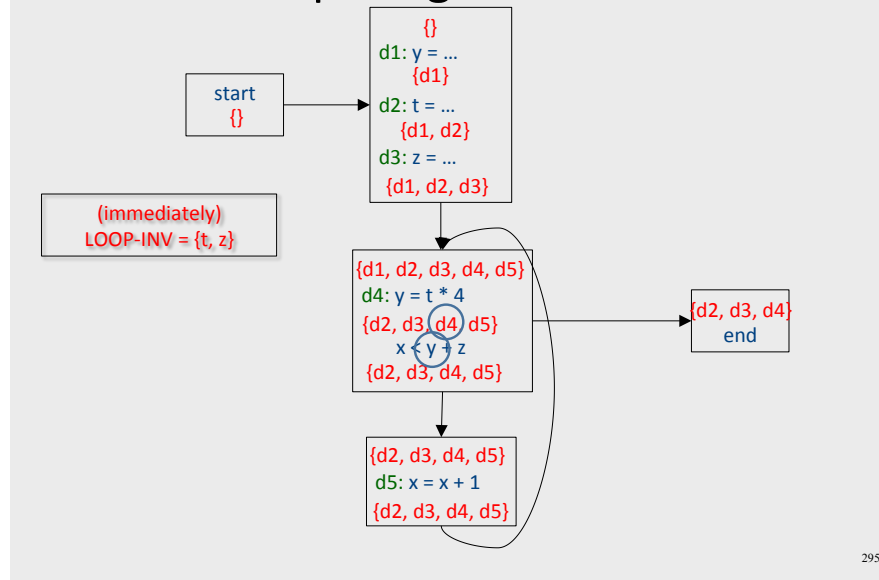 {}
d1: y = ...
{d1}
d2: t = ...
{d1, d2}
d3: z = ...
{d1, d2, d3}
start
{}
(immediately)
LOOP-INV = {t, z}
{d1, d2, d3, d4, d5}
d4: y = t * 4
{d2, d3, d4, d5}
x < y + z
{d2, d3, d4, d5}
{d2, d3, d4}
end
{d2, d3, d4, d5}
d5: x = x + 1
{d2, d3, d4, d5}
295